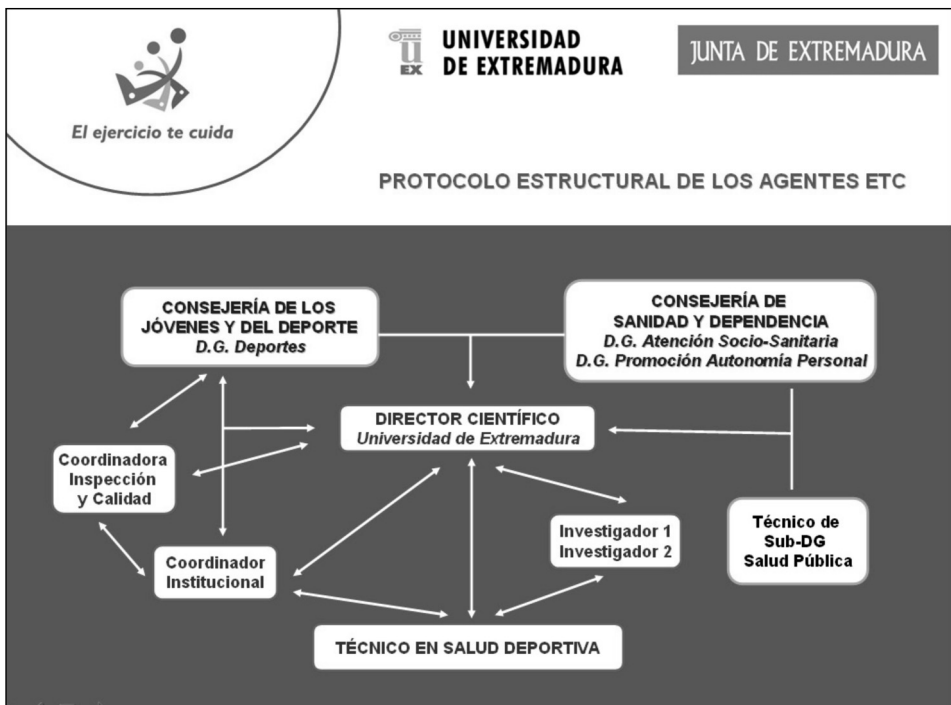 El ejercicio te cuida
UEX
UNIVERSIDAD
DE EXTREMADURA
JUNTA DE EXTREMADURA
PROTOCOLO ESTRUCTURAL DE LOS AGENTES ETC
CONSEJERÍA DE LOS
JÓVENES Y DEL DEPORTE
D.G. Deportes
CONSEJERÍA DE
SANIDAD Y DEPENDENCIA
D.G. Atención Socio-Sanitaria
D.G. Promoción Autonomía Personal
DIRECTOR CIENTÍFICO
Universidad de Extremadura
Coordinadora
Inspección
y Calidad
Coordinador
Institucional
Investigador 1
Investigador 2
Técnico de
Sub-DG
Salud Pública
TÉCNICO EN SALUD DEPORTIVA